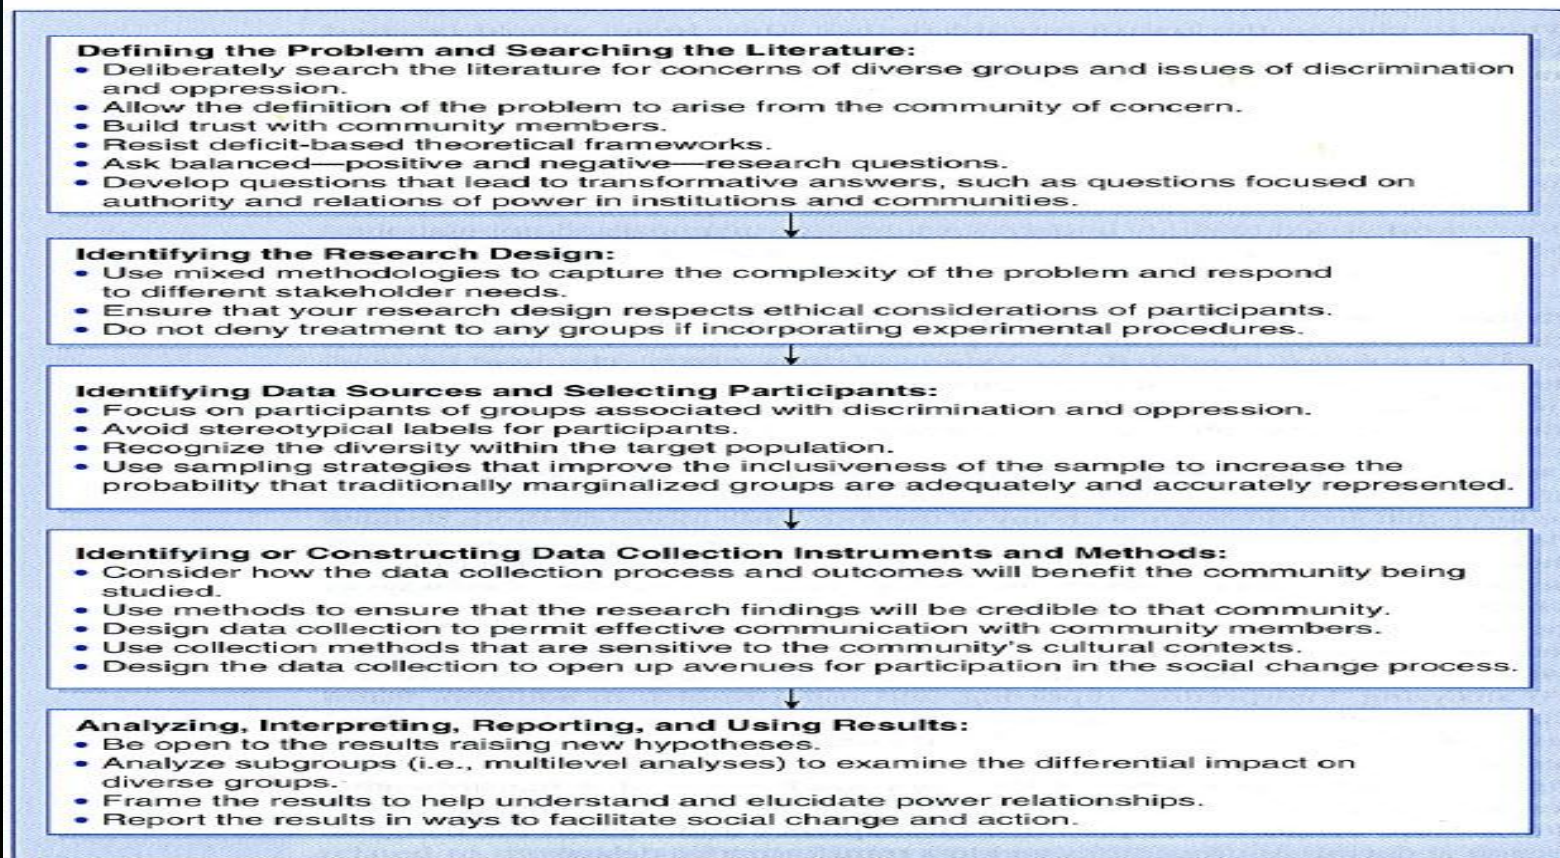 Defining the Problem and Searching the Literature:
• Deliberately search the literature for concerns of diverse groups and issues of discrimination
and oppression.
• Allow the definition of the problem to arise from the community of concern.
• Build trust with community members.
• Resist deficit-based theoretical frameworks.
• Ask balanced—positive and negative—research questions.
• Develop questions that lead to transformative answers, such as questions focused on
authority and relations of power in institutions and communities.
Identifying the Research Design:
• Use mixed methodologies to capture the complexity of the problem and respond
to different stakeholder needs.
• Ensure that your research design respects ethical considerations of participants.
• Do not deny treatment to any groups if incorporating experimental procedures.
Identifying Data Sources and Selecting Participants:
• Focus on participants of groups associated with discrimination and oppression.
• Avoid stereotypical labels for participants.
• Recognize the diversity within the target population.
• Use sampling strategies that improve the inclusiveness of the sample to increase the
probability that traditionally marginalized groups are adequately and accurately represented.
Identifying or Constructing Data Collection Instruments and Methods:
• Consider how the data collection process and outcomes will benefit the community being
studied.
• Use methods to ensure that the research findings will be credible to that community.
• Design data collection to permit effective communication with community members.
• Use collection methods that are sensitive to the community's cultural contexts.
• Design the data collection to open up avenues for participation in the social change process.
Analyzing, Interpreting, Reporting, and Using Results:
• Be open to the results raising new hypotheses.
• Analyze subgroups (i.e., multilevel analyses) to examine the differential impact on
diverse groups.
• Frame the results to help understand and elucidate power relationships.
• Report the results in ways to facilitate social change and action.